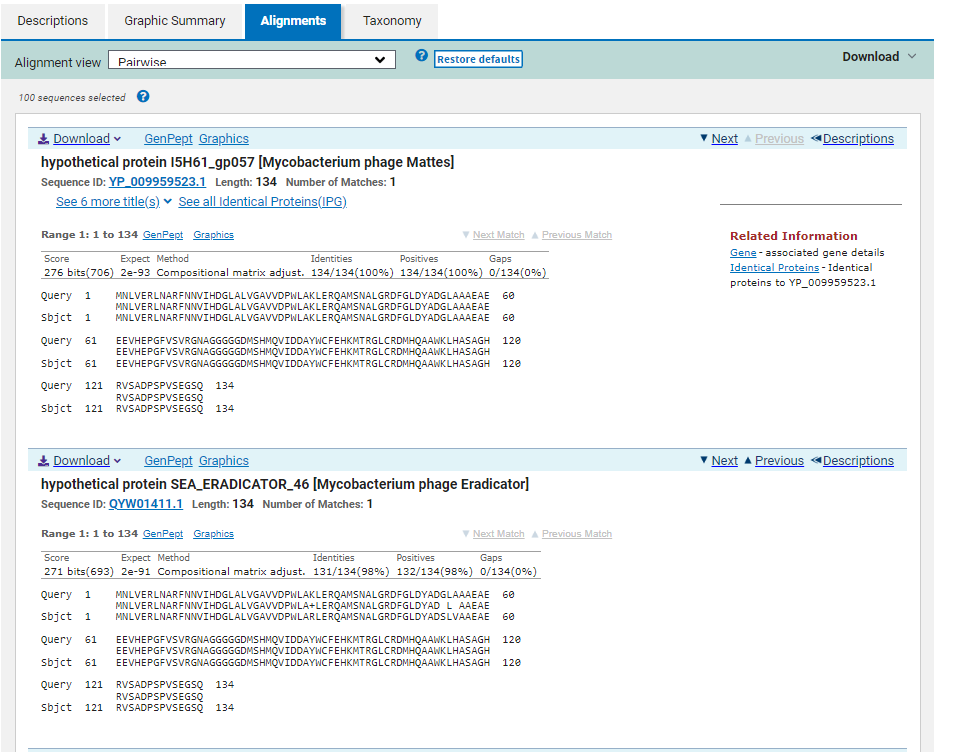 Descriptions Graphic Summary Alignments Taxonomy
Alignment view Pairwise ? Restore defaults Download
100 sequences selected ?
Download GenPept Graphics Next Previous Descriptions
hypothetical protein I5H61_gp057 [Mycobacterium phage Mattes]
Sequence ID: YP_009959523.1 Length: 134 Number of Matches: 1
See 6 more title(s) See all Identical Proteins(IPG)
Range 1: 1 to 134 GenPept Graphics Next Match Previous Match
Score Expect Method Identities Positives Gaps
276 bits(706) 2e-93 Compositional matrix adjust. 134/134(100%) 134/134(100%) 0/134(0%)
Query 1 MNLVERLNARFNNVIHDGLALVGAVVDPWLAKLERQAMSNALGRDFGLDYADGLAAAEAE 60
MNLVERLNARFNNVIHDGLALVGAVVDPWLAKLERQAMSNALGRDFGLDYADGLAAAEAE
Sbjct 1 MNLVERLNARFNNVIHDGLALVGAVVDPWLAKLERQAMSNALGRDFGLDYADGLAAAEAE 60
Query 61 EEVHEPGFVSVRGNAGGGGGDMSHMQVIDDAYWCFEHKMTRGLCRDMHQAAWKLHASAGH 120
EEVHEPGFVSVRGNAGGGGGDMSHMQVIDDAYWCFEHKMTRGLCRDMHQAAWKLHASAGH
Sbjct 61 EEVHEPGFVSVRGNAGGGGGDMSHMQVIDDAYWCFEHKMTRGLCRDMHQAAWKLHASAGH 120
Query 121 RVSADPSPVSEGSQ 134
RVSADPSPVSEGSQ
Sbjct 121 RVSADPSPVSEGSQ 134
Related Information
Gene - associated gene details
Identical Proteins - Identical
proteins to YP_009959523.1
Download GenPept Graphics Next Previous Descriptions
hypothetical protein SEA_ERADICATOR_46 [Mycobacterium phage Eradicator]
Sequence ID: QYW01411.1 Length: 134 Number of Matches: 1
Range 1: 1 to 134 GenPept Graphics Next Match Previous Match
Score Expect Method Identities Positives Gaps
271 bits(693) 2e-91 Compositional matrix adjust. 131/134(98%) 132/134(98%) 0/134(0%)
Query 1 MNLVERLNARFNNVIHDGLALVGAVVDPWLAKLERQAMSNALGRDFGLDYADGLAAAEAE 60
MNLVERLNARFNNVIHDGLALVGAVVDPWLA+LERQAMSNALGRDFGLDYAD L AAEAE
Sbjct 1 MNLVERLNARFNNVIHDGLALVGAVVDPWLARLERQAMSNALGRDFGLDYADSLVAAEAE 60
Query 61 EEVHEPGFVSVRGNAGGGGGDMSHMQVIDDAYWCFEHKMTRGLCRDMHQAAWKLHASAGH 120
EEVHEPGFVSVRGNAGGGGGDMSHMQVIDDAYWCFEHKMTRGLCRDMHQAAWKLHASAGH
Sbjct 61 EEVHEPGFVSVRGNAGGGGGDMSHMQVIDDAYWCFEHKMTRGLCRDMHQAAWKLHASAGH 120
Query 121 RVSADPSPVSEGSQ 134
RVSADPSPVSEGSQ
Sbjct 121 RVSADPSPVSEGSQ 134